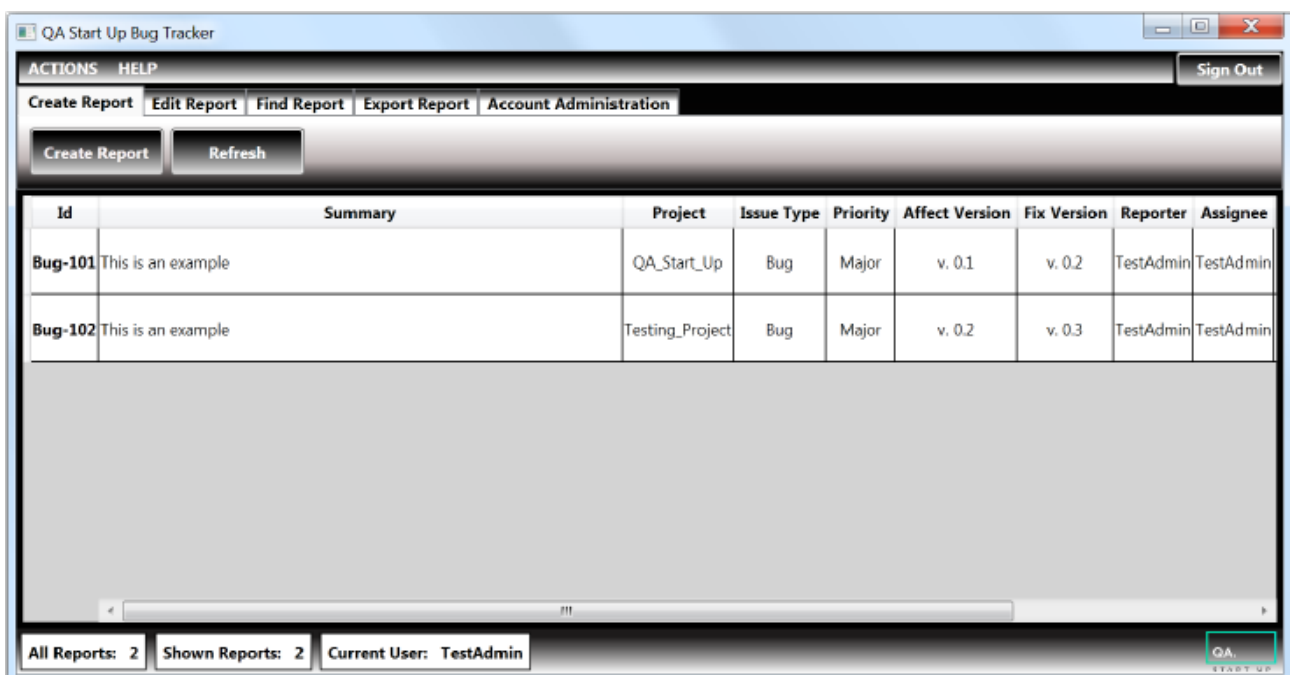 QA Start Up Bug Tracker
ACTIONS HELP Sign Out
Create Report Edit Report Find Report Export Report Account Administration
Create Report Refresh
Id Summary Project Issue Type Priority Affect Version Fix Version Reporter Assignee
Bug-101 This is an example QA_Start_Up Bug Major v. 0.1 v. 0.2 TestAdmin TestAdmin
Bug-102 This is an example Testing_Project Bug Major v. 0.2 v. 0.3 TestAdmin TestAdmin
All Reports: 2 Shown Reports: 2 Current User: TestAdmin QA.
START UP